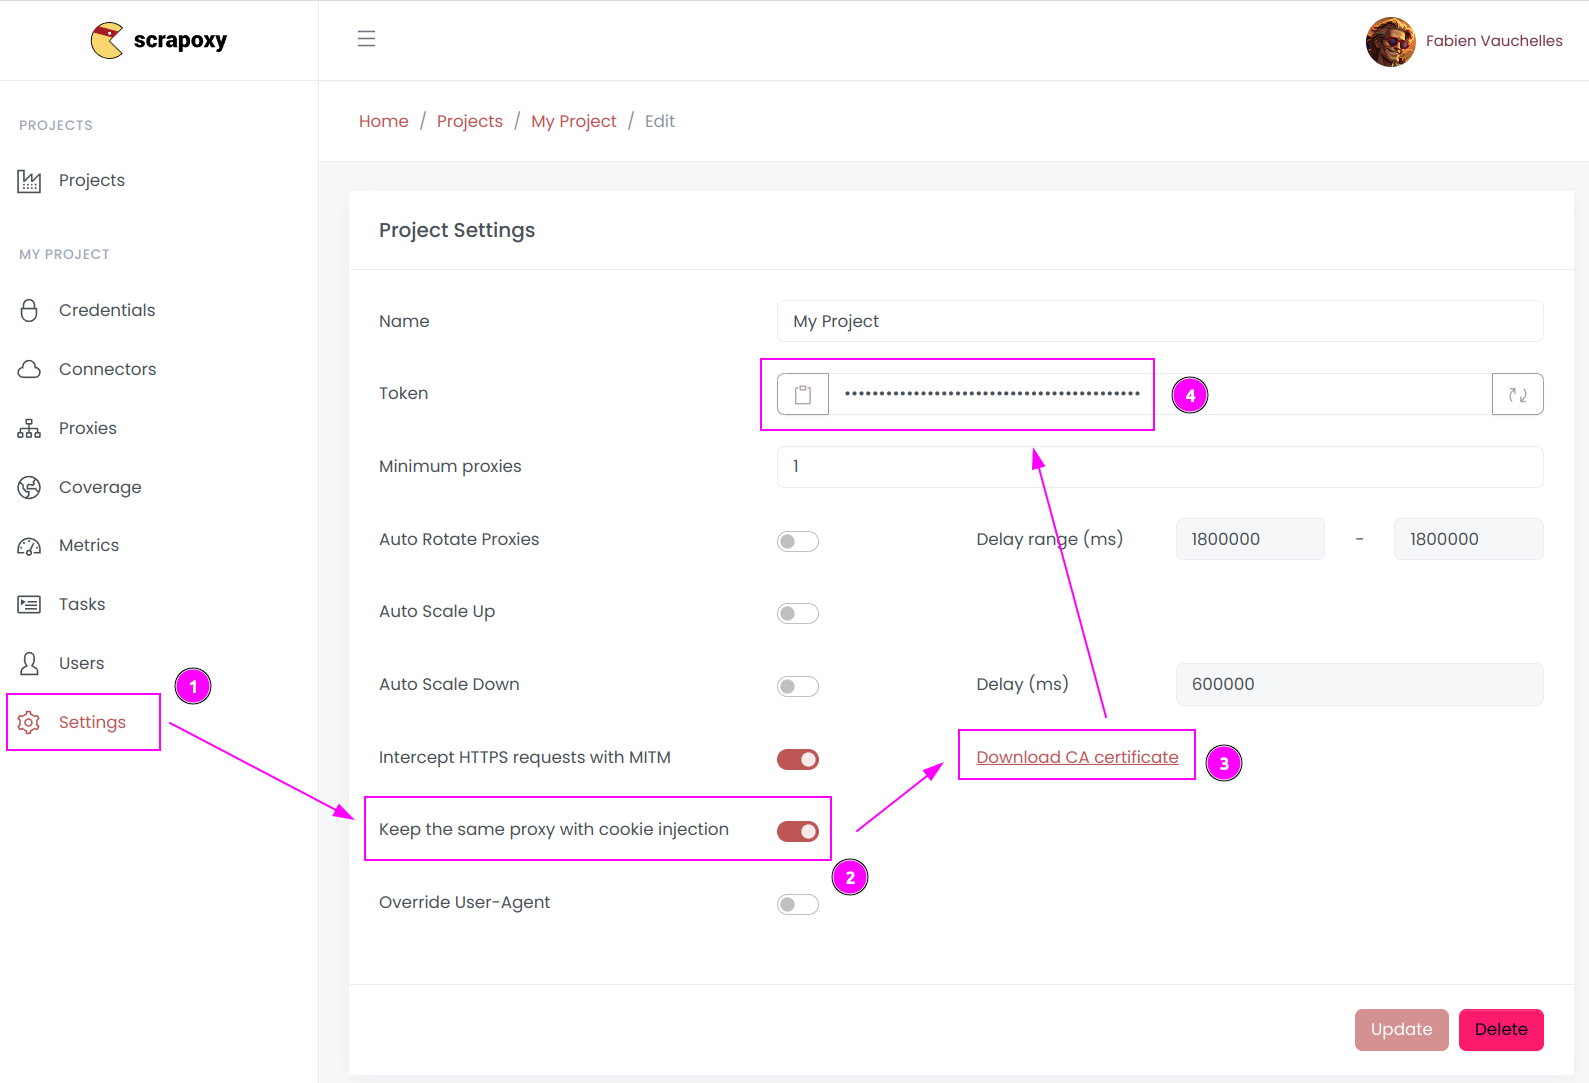 scrapoxy
Fabien Vauchelles
PROJECTS
Projects
MY PROJECT
Credentials
Connectors
Proxies
Coverage
Metrics
Tasks
Users
Settings
1
Home / Projects / My Project / Edit
Project Settings
Name
My Project
Token
••••••••••••••••••••••••••••••••••••••••••••
4
Minimum proxies
1
Auto Rotate Proxies
Delay range (ms)
1800000 - 1800000
Auto Scale Up
Auto Scale Down
Delay (ms)
600000
Intercept HTTPS requests with MITM
Download CA certificate
3
Keep the same proxy with cookie injection
2
Override User-Agent
Update
Delete